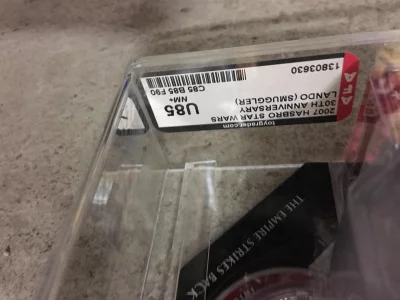 toygrader.com
2007 HASBRO STAR WARS
30TH ANNIVERSARY
LANDO (SMUGGLER)
U85
NM+
C85 B85 F90
13803630
AFA
THE EMPIRE STRIKES BACK